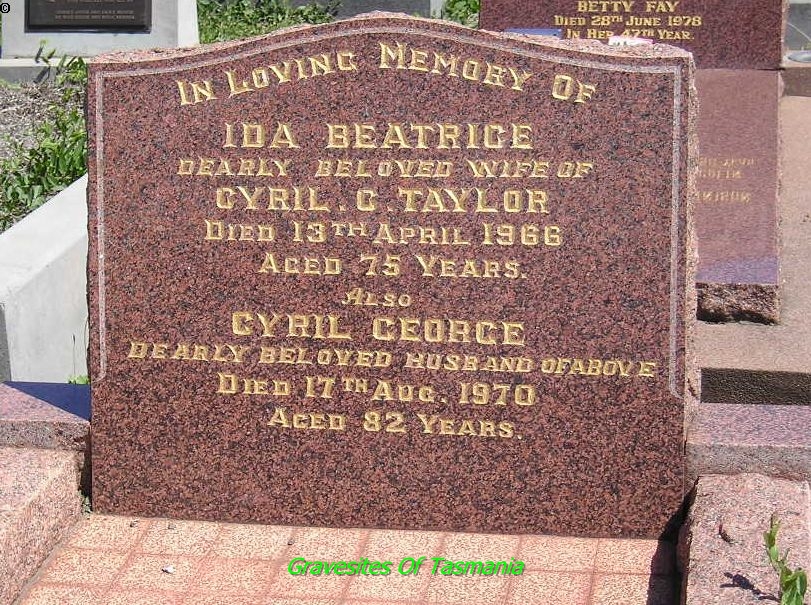 BETTY FAY
DIED 28TH JUNE 1978
IN HER 47TH YEAR.
IN LOVING MEMORY OF
IDA BEATRICE
DEARLY BELOVED WIFE OF
CYRIL. G. TAYLOR
DIED 13TH APRIL 1966
AGED 75 YEARS.
ALSO
CYRIL GEORGE
DEARLY BELOVED HUSBAND OF ABOVE
DIED 17TH AUG. 1970
AGED 82 YEARS.
Gravesites Of Tasmania
©